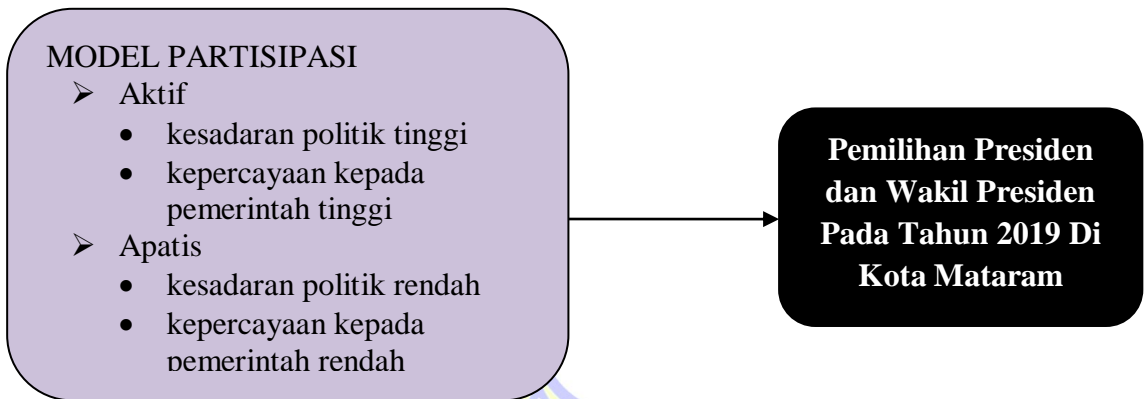 MODEL PARTISIPASI
➢ Aktif
• kesadaran politik tinggi
• kepercayaan kepada
pemerintah tinggi
➢ Apatis
• kesadaran politik rendah
• kepercayaan kepada
pemerintah rendah
Pemilihan Presiden
dan Wakil Presiden
Pada Tahun 2019 Di
Kota Mataram